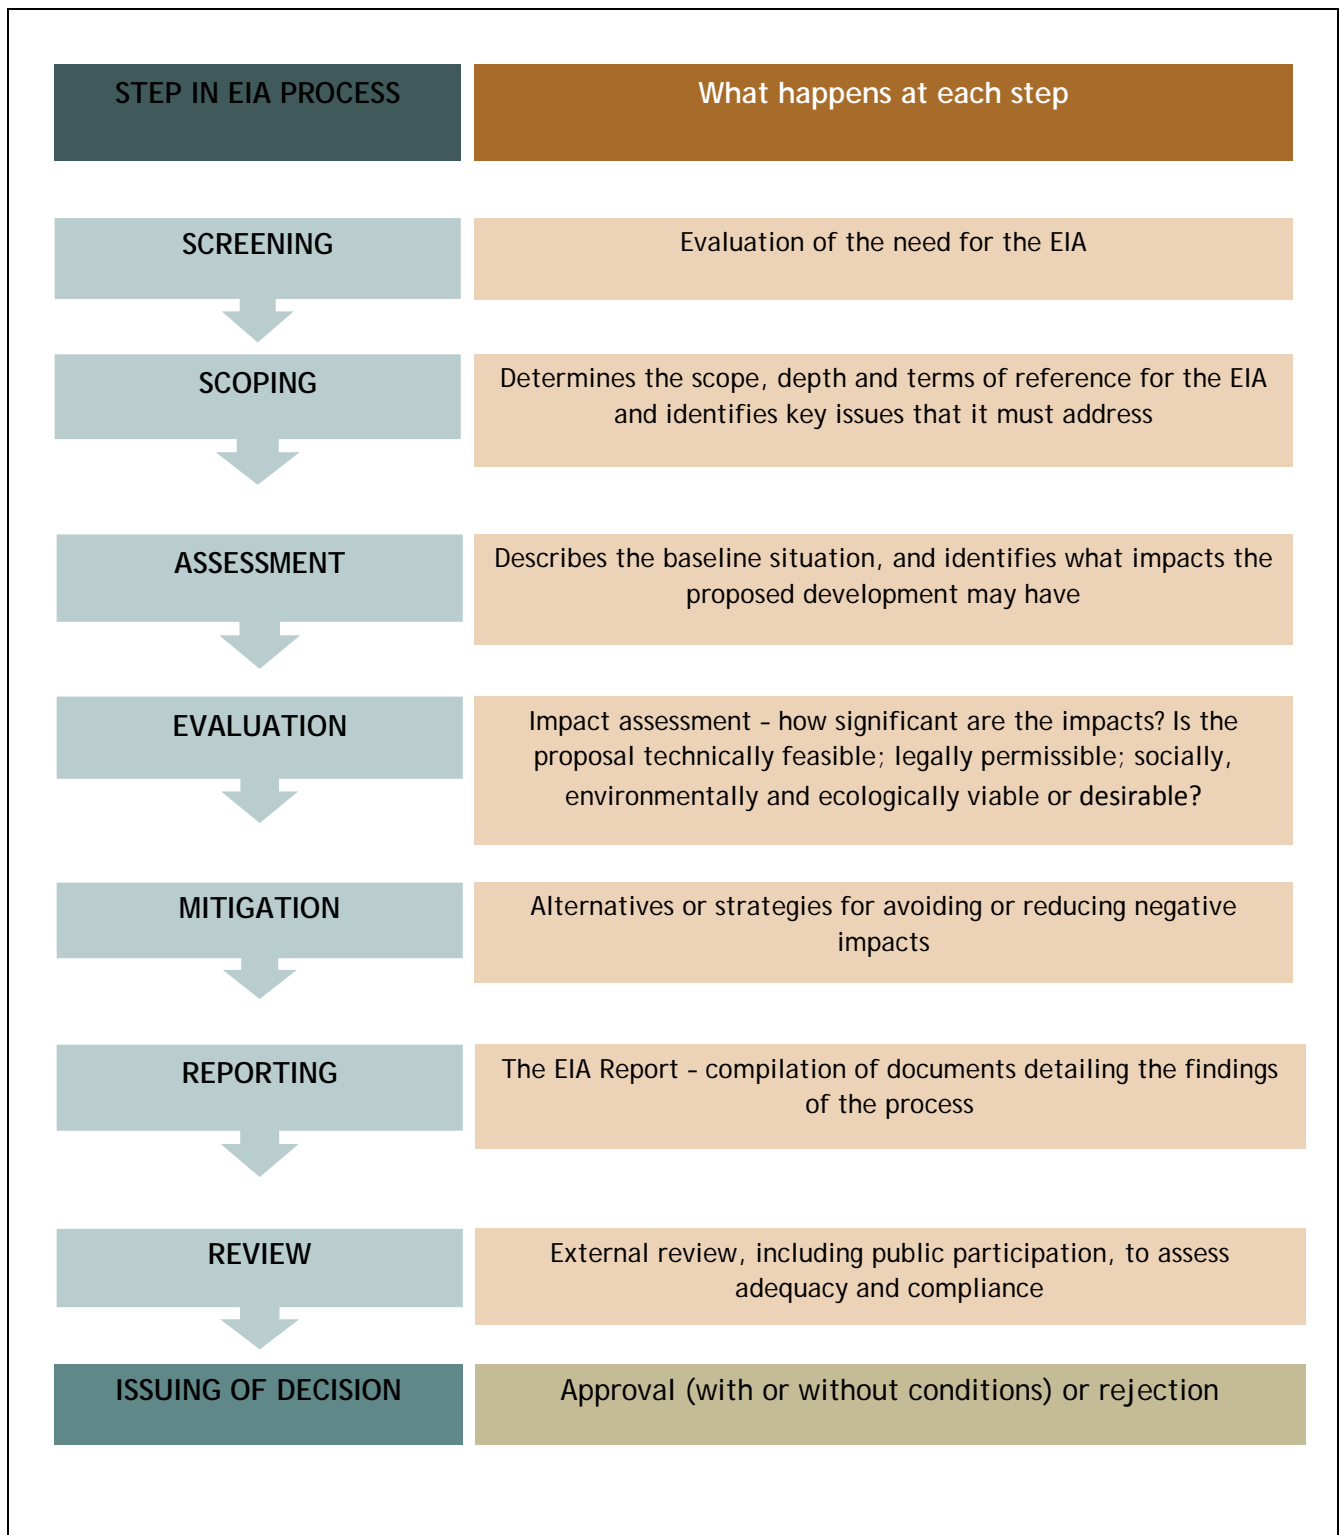 STEP IN EIA PROCESS
What happens at each step
SCREENING
Evaluation of the need for the EIA
SCOPING
Determines the scope, depth and terms of reference for the EIA
and identifies key issues that it must address
ASSESSMENT
Describes the baseline situation, and identifies what impacts the
proposed development may have
EVALUATION
Impact assessment – how significant are the impacts? Is the
proposal technically feasible; legally permissible; socially,
environmentally and ecologically viable or desirable?
MITIGATION
Alternatives or strategies for avoiding or reducing negative
impacts
REPORTING
The EIA Report – compilation of documents detailing the findings
of the process
REVIEW
External review, including public participation, to assess
adequacy and compliance
ISSUING OF DECISION
Approval (with or without conditions) or rejection